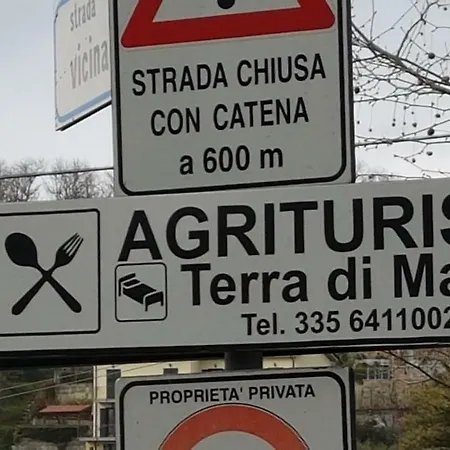 strada
vicina
STRADA CHIUSA
CON CATENA
a 600 m
AGRITURIS
Terra di Ma
Tel. 335 6411002
PROPRIETA' PRIVATA